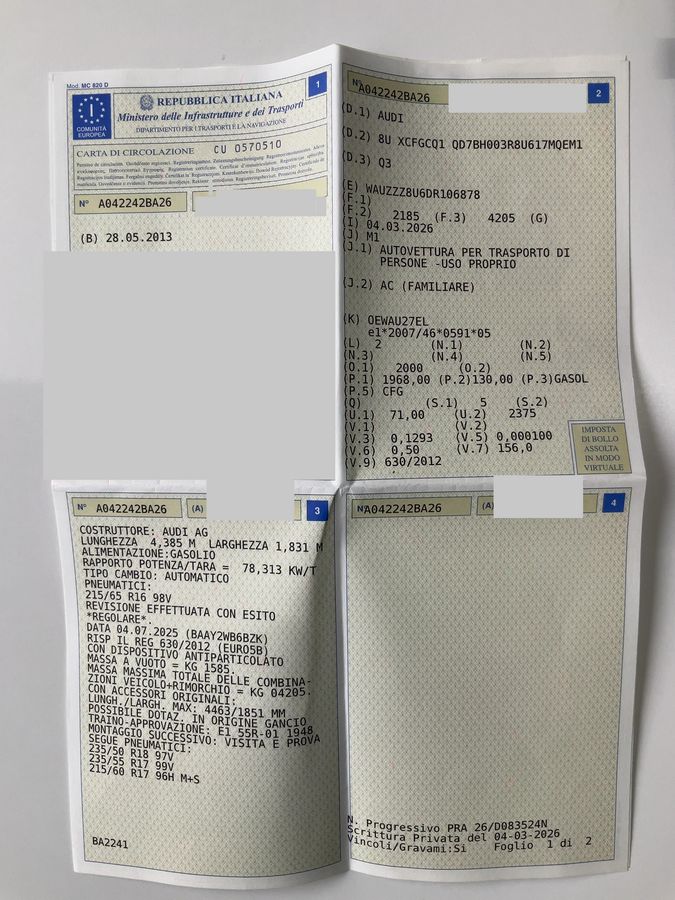 Mod. MC 820 D
1
REPUBBLICA ITALIANA
Ministero delle Infrastrutture e dei Trasporti
DIPARTIMENTO PER I TRASPORTI E LA NAVIGAZIONE
I
COMUNITÀ
EUROPEA
CARTA DI CIRCOLAZIONE CU 0570510
N° A042242BA26
(B) 28.05.2013
N° A042242BA26
2
(D.1) AUDI
(D.2) 8U XCFGCQ1 QD7BH003R8U617MQEM1
(D.3) Q3
(E) WAUZZZ8U6DR106878
(F.1)
(F.2) 2185 (F.3) 4205 (G)
(I) 04.03.2026
(J) M1
(J.1) AUTOVETTURA PER TRASPORTO DI
PERSONE -USO PROPRIO
(J.2) AC (FAMILIARE)
(K) OEWAU27EL
e1*2007/46*0591*05
(L) 2 (N.1) (N.2)
(N.3) (N.4) (N.5)
(O.1) 2000 (O.2)
(P.1) 1968,00 (P.2)130,00 (P.3)GASOL
(P.5) CFG
(Q) (S.1) 5 (S.2)
(U.1) 71,00 (U.2) 2375
(V.1) (V.2)
(V.3) 0,1293 (V.5) 0,000100
(V.6) 0,50 (V.7) 156,0
(V.9) 630/2012
IMPOSTA
DI BOLLO
ASSOLTA
IN MODO
VIRTUALE
N° A042242BA26 (A)
3
COSTRUTTORE: AUDI AG
LUNGHEZZA 4,385 M LARGHEZZA 1,831 M
ALIMENTAZIONE:GASOLIO
RAPPORTO POTENZA/TARA = 78,313 KW/T
TIPO CAMBIO: AUTOMATICO
PNEUMATICI:
215/65 R16 98V
REVISIONE EFFETTUATA CON ESITO
*REGOLARE*.
DATA 04.07.2025 (BAAY2WB6BZK)
RISP IL REG 630/2012 (EURO5B)
CON DISPOSITIVO ANTIPARTICOLATO
MASSA A VUOTO = KG 1585.
MASSA MASSIMA TOTALE DELLE COMBINA-
ZIONI VEICOLO+RIMORCHIO = KG 04205.
CON ACCESSORI ORIGINALI:
LUNGH./LARGH. MAX: 4463/1851 MM
POSSIBILE DOTAZ. IN ORIGINE GANCIO
TRAINO-APPROVAZIONE: E1 55R-01 1948
MONTAGGIO SUCCESSIVO: VISITA E PROVA
SEGUE PNEUMATICI:
235/50 R18 97V
235/55 R17 99V
215/60 R17 96H M+S
BA2241
N° A042242BA26 (A)
4
N. Progressivo PRA 26/D083524N
Scrittura Privata del 04-03-2026
Vincoli/Gravami:Si Foglio 1 di 2